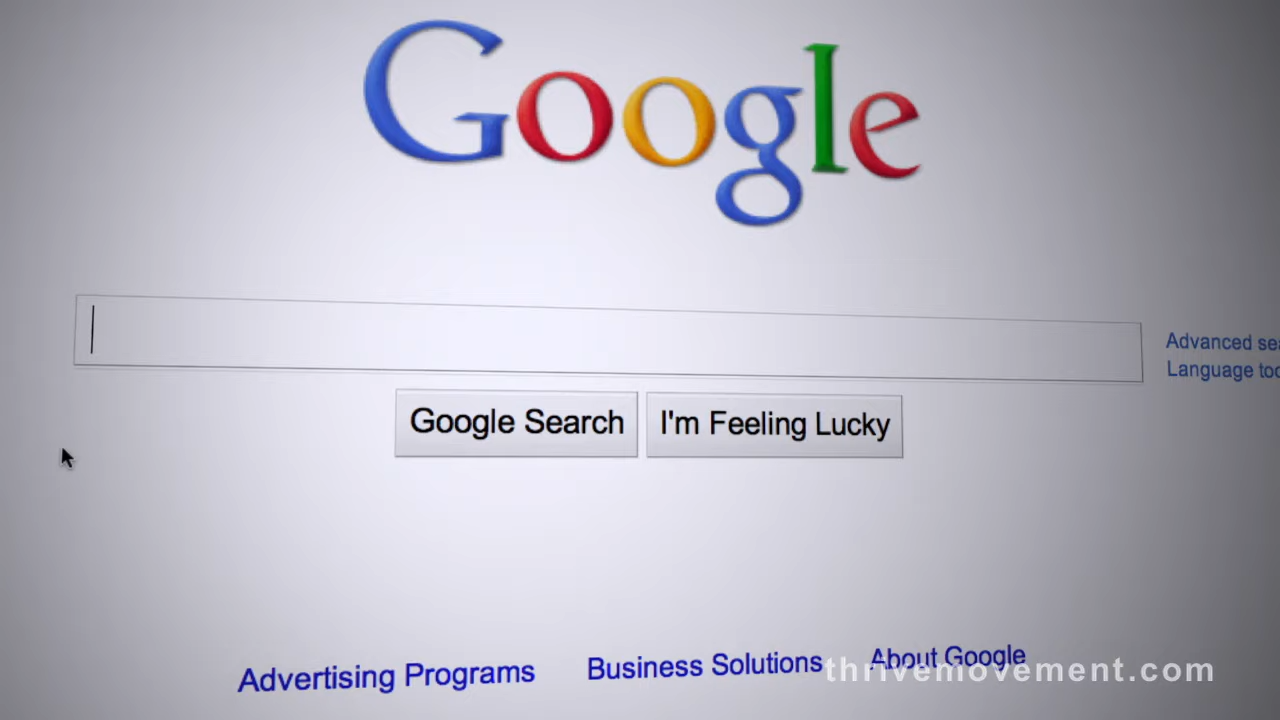 Google
Advanced sea
Language too
Google Search
I'm Feeling Lucky
Advertising Programs
Business Solutions
About Google
thrivemovement.com